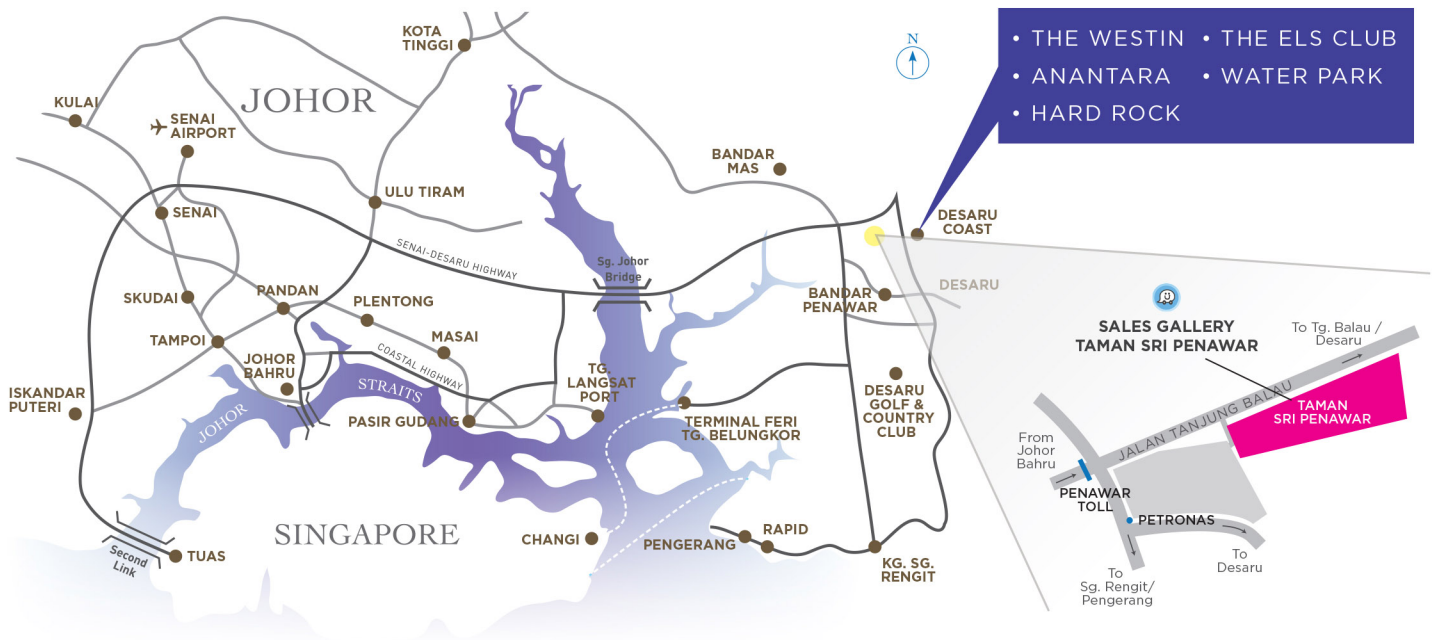 • THE WESTIN • THE ELS CLUB
• ANANTARA • WATER PARK
• HARD ROCK
N
KOTA
TINGGI
JOHOR
KULAI
SENAI
AIRPORT
BANDAR
MAS
ULU TIRAM
SENAI
DESARU
COAST
SENAI-DESARU HIGHWAY
Sg. Johor
Bridge
DESARU
SKUDAI
PANDAN
PLENTONG
BANDAR
PENAWAR
SALES GALLERY
TAMAN SRI PENAWAR
To Tg. Balau /
Desaru
TAMPOI
MASAI
JOHOR
BAHRU
COASTAL HIGHWAY
TG.
LANGSAT
PORT
ISKANDAR
PUTERI
JOHOR
STRAITS
PASIR GUDANG
TERMINAL FERI
TG. BELUNGKOR
DESARU
GOLF &
COUNTRY
CLUB
JALAN TANJUNG BALAU
TAMAN
SRI PENAWAR
From
Johor
Bahru
PENAWAR
TOLL
PETRONAS
SINGAPORE
CHANGI
RAPID
PENGERANG
KG. SG.
RENGIT
TUAS
Second
Link
To
Desaru
To
Sg. Rengit/
Pengerang